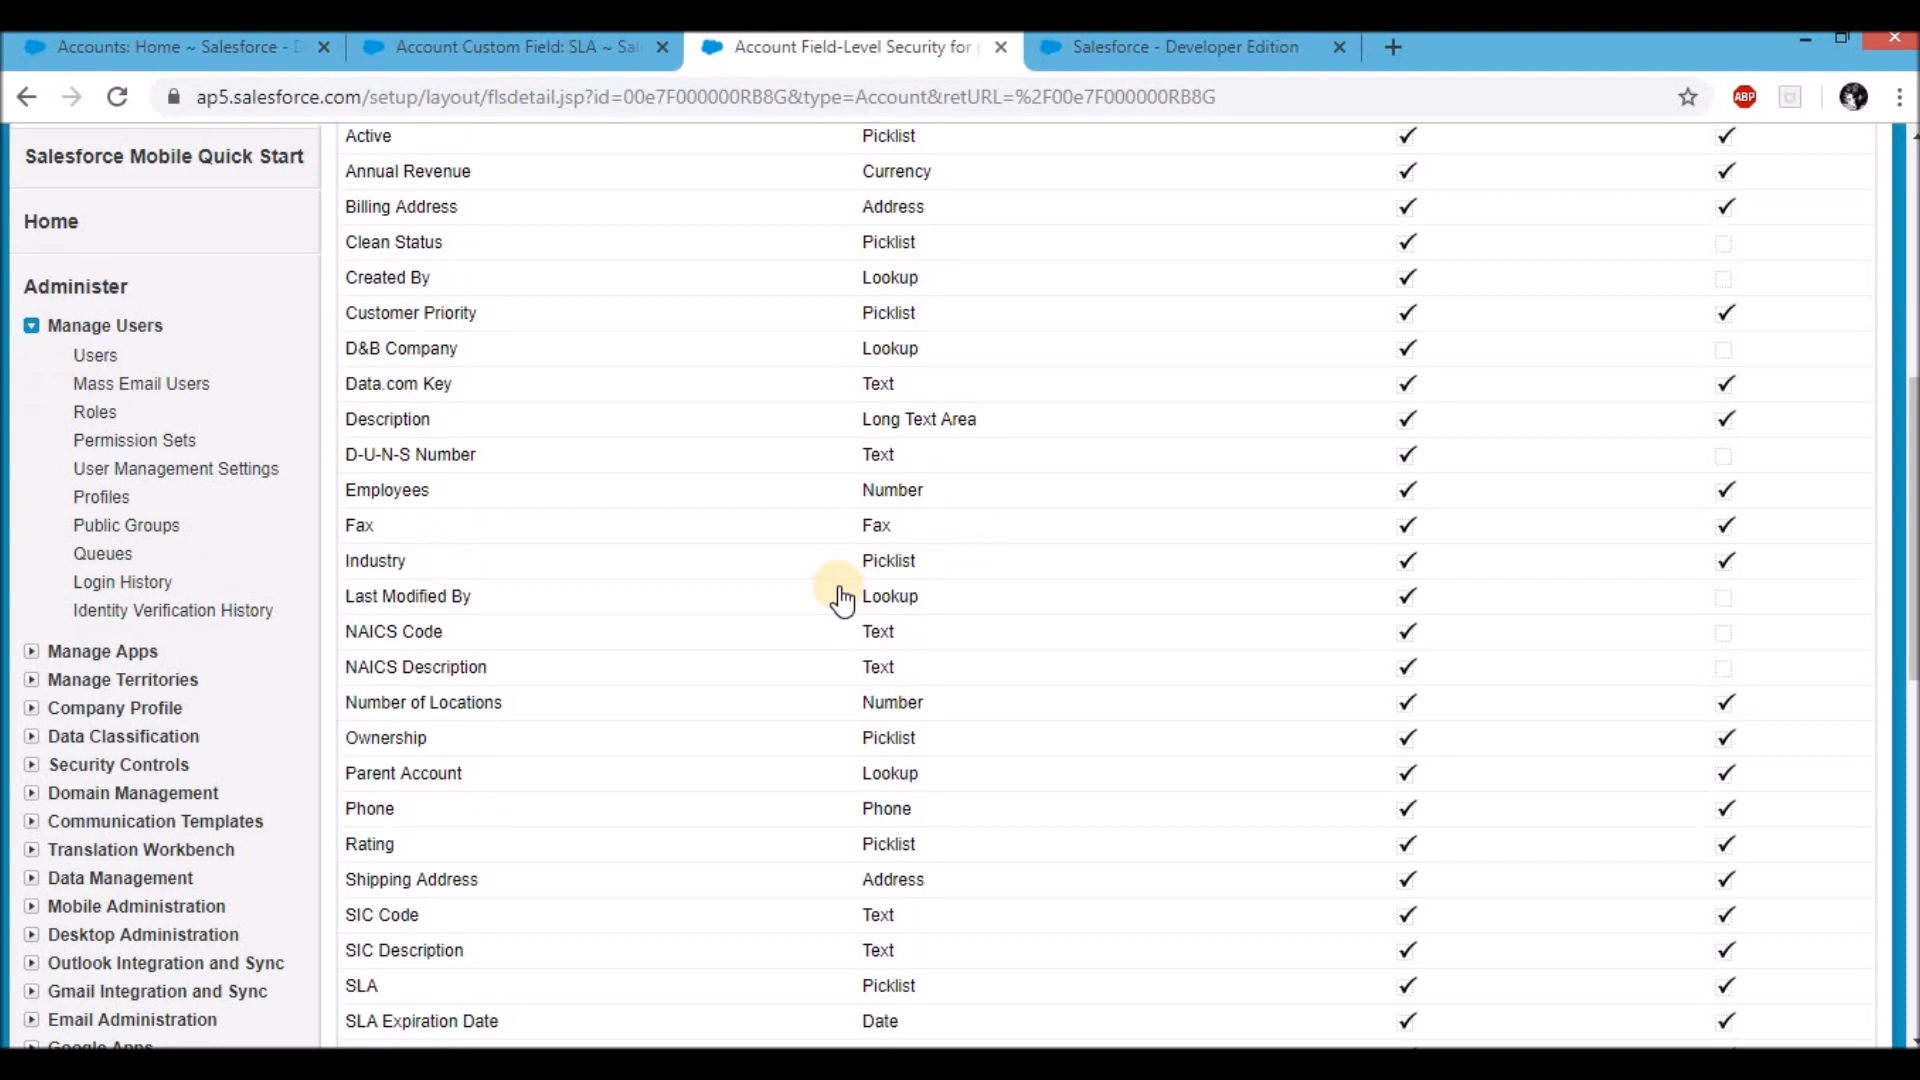 Accounts: Home ~ Salesforce - D
Account Custom Field: SLA ~ Sal
Account Field-Level Security for p
Salesforce - Developer Edition
ap5.salesforce.com/setup/layout/flsdetail.jsp?id=00e7F000000RB8G&type=Account&retURL=%2F00e7F000000RB8G
ABP
Salesforce Mobile Quick Start
Home
Administer
Manage Users
Users
Mass Email Users
Roles
Permission Sets
User Management Settings
Profiles
Public Groups
Queues
Login History
Identity Verification History
Manage Apps
Manage Territories
Company Profile
Data Classification
Security Controls
Domain Management
Communication Templates
Translation Workbench
Data Management
Mobile Administration
Desktop Administration
Outlook Integration and Sync
Gmail Integration and Sync
Email Administration
Google Apps
Active Picklist
Annual Revenue Currency
Billing Address Address
Clean Status Picklist
Created By Lookup
Customer Priority Picklist
D&B Company Lookup
Data.com Key Text
Description Long Text Area
D-U-N-S Number Text
Employees Number
Fax Fax
Industry Picklist
Last Modified By Lookup
NAICS Code Text
NAICS Description Text
Number of Locations Number
Ownership Picklist
Parent Account Lookup
Phone Phone
Rating Picklist
Shipping Address Address
SIC Code Text
SIC Description Text
SLA Picklist
SLA Expiration Date Date